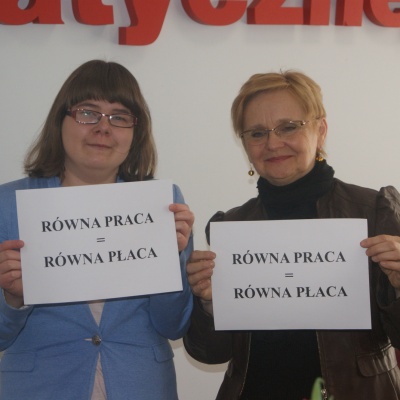 atyczne
RÓWNA PRACA
=
RÓWNA PŁACA
RÓWNA PRACA
=
RÓWNA PŁACA